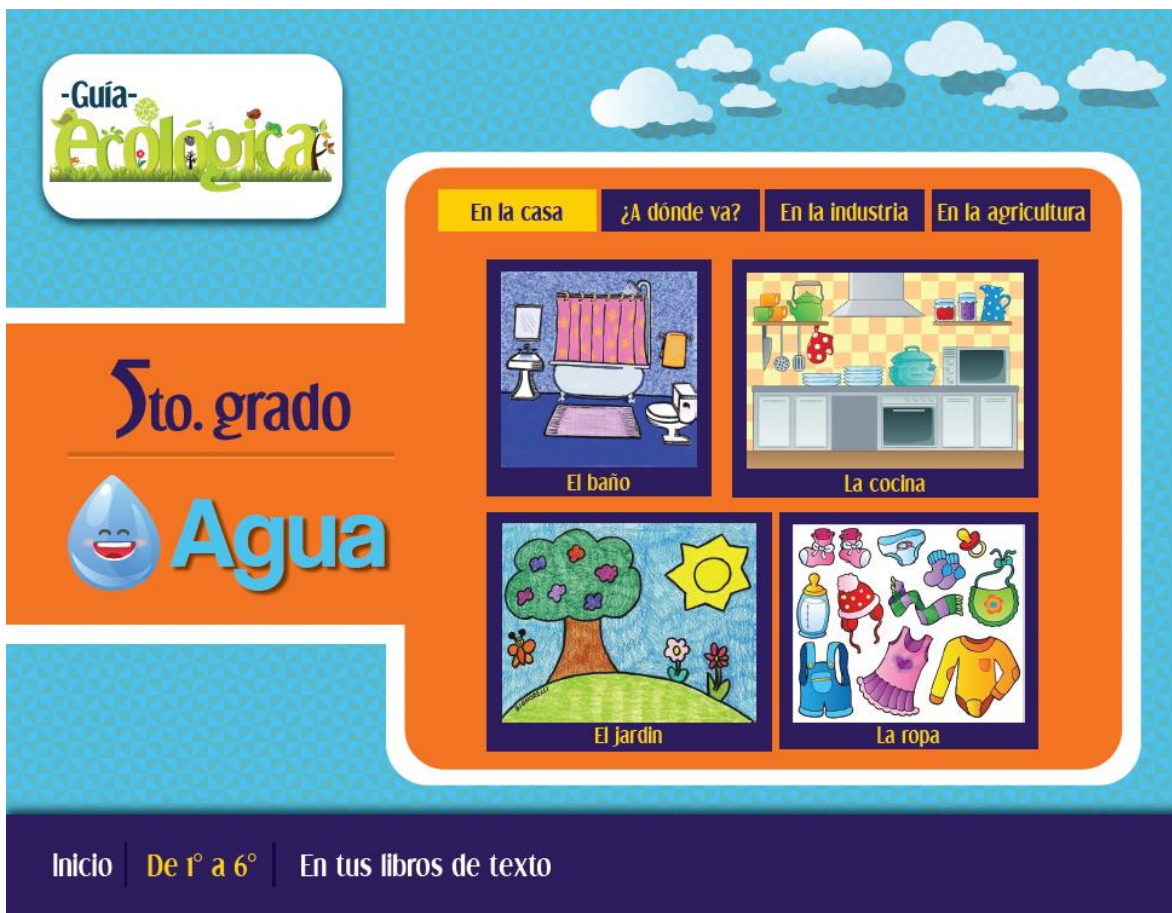 -Guía-
ecológica
En la casa
¿A dónde va?
En la industria
En la agricultura
5to. grado
Agua
El baño
La cocina
El jardin
La ropa
Inicio
De 1° a 6°
En tus libros de texto